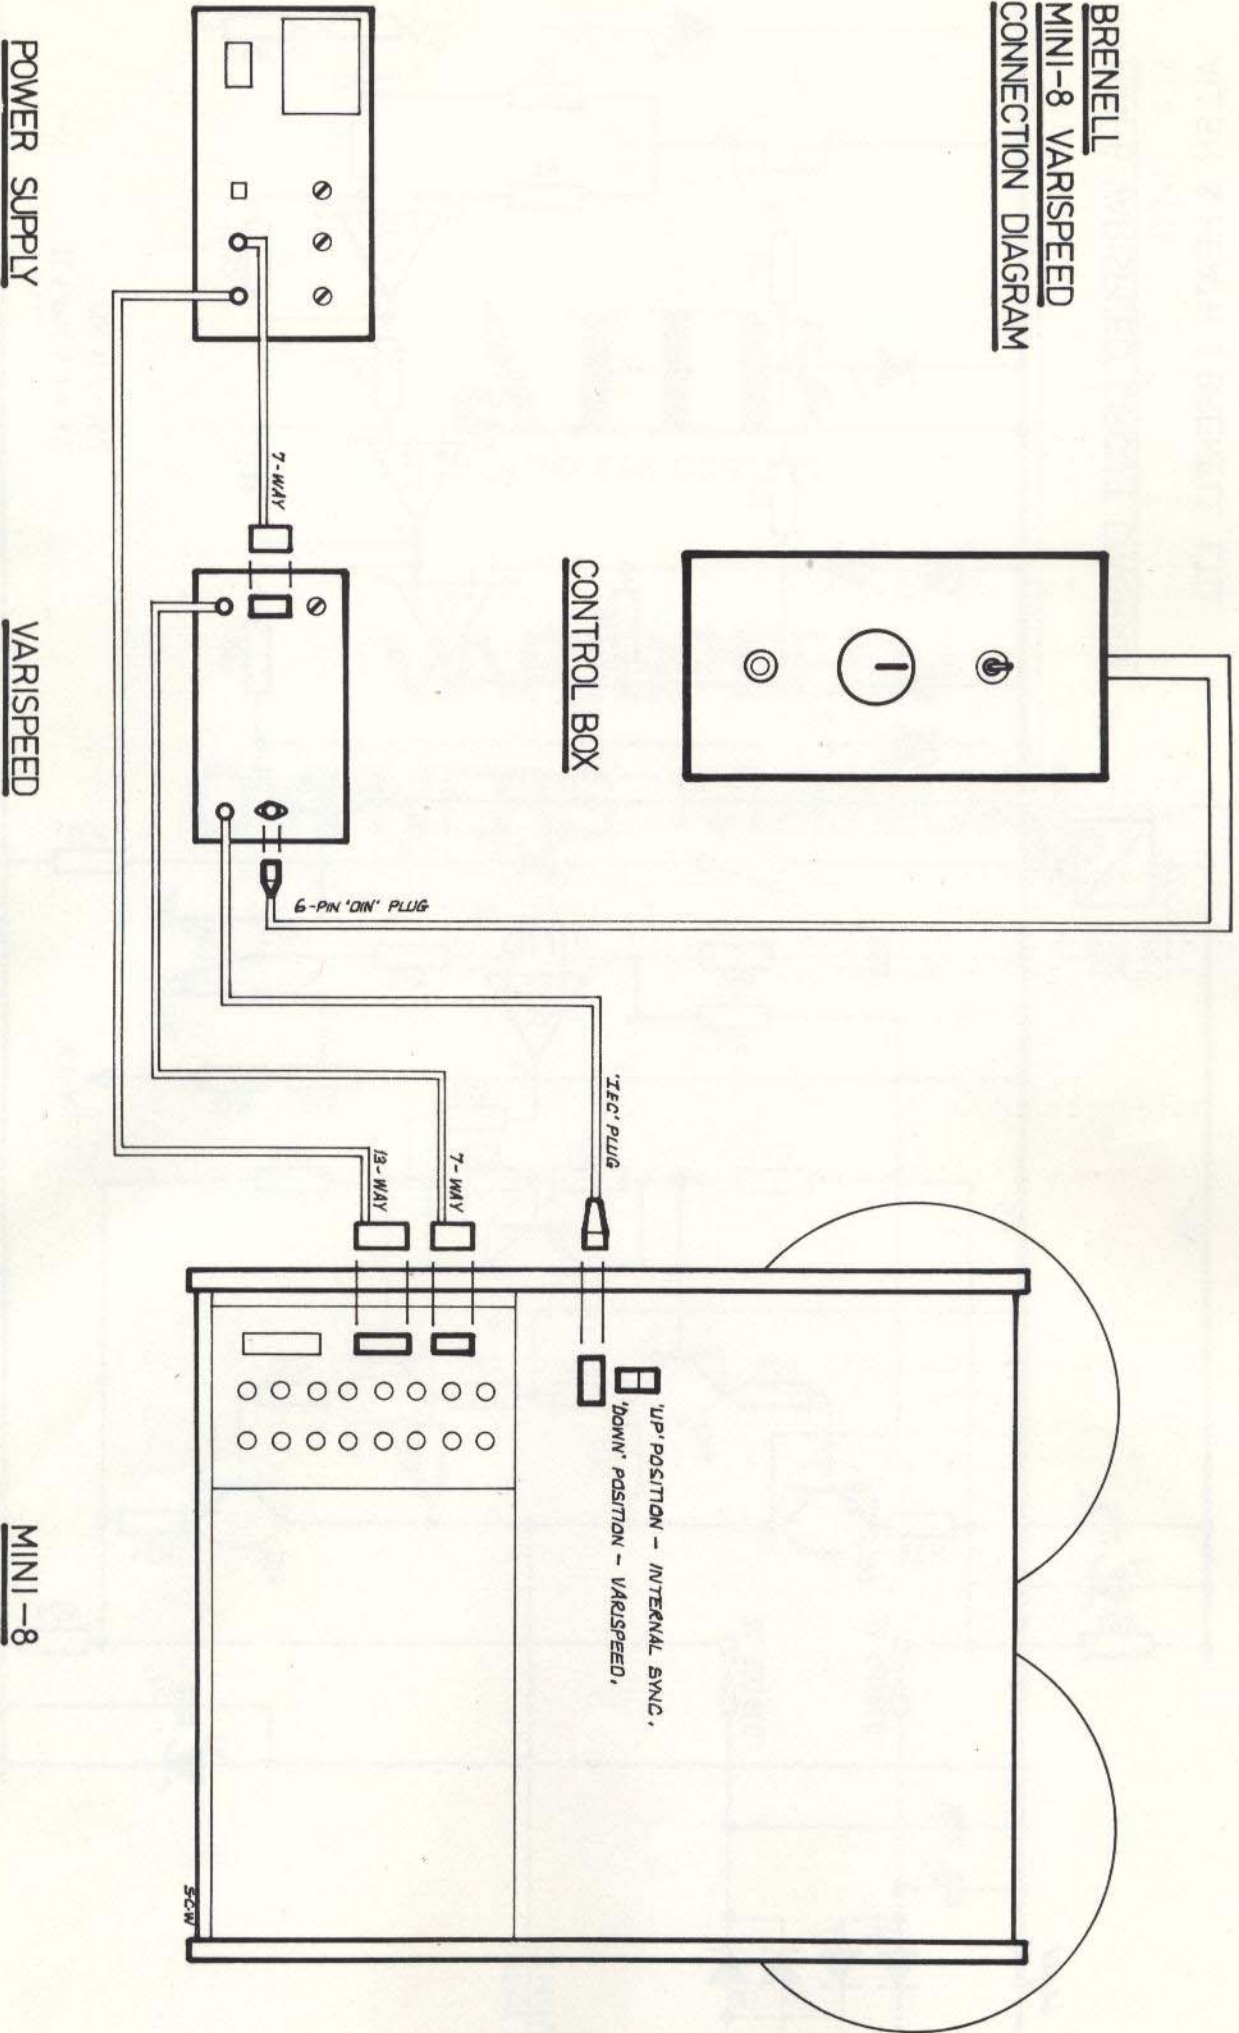 BRENELL
MINI-8 VARISPEED
CONNECTION DIAGRAM
CONTROL BOX
7-WAY
6-PIN 'DIN' PLUG
'IEC' PLUG
7-WAY
13-WAY
'UP' POSITION - INTERNAL SYNC.
'DOWN' POSITION - VARISPEED.
S.C.W
POWER SUPPLY
VARISPEED
MINI-8